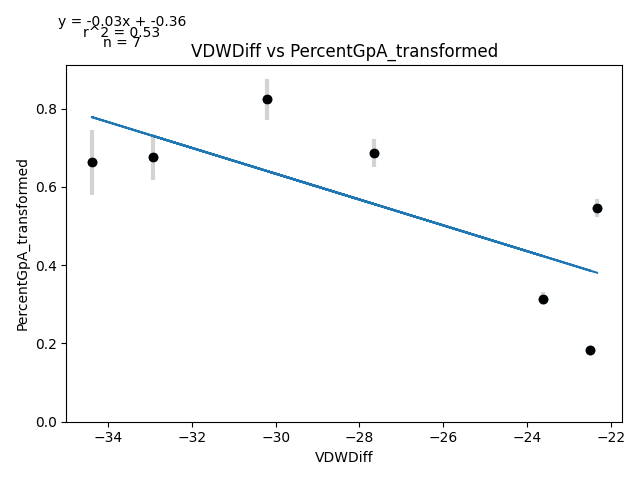 y = -0.03x + -0.36
r^2 = 0.53
n = 7
VDWDiff vs PercentGpA_transformed
PercentGpA_transformed
0.8
0.6
0.4
0.2
0.0
−34
−32
−30
−28
−26
−24
−22
VDWDiff